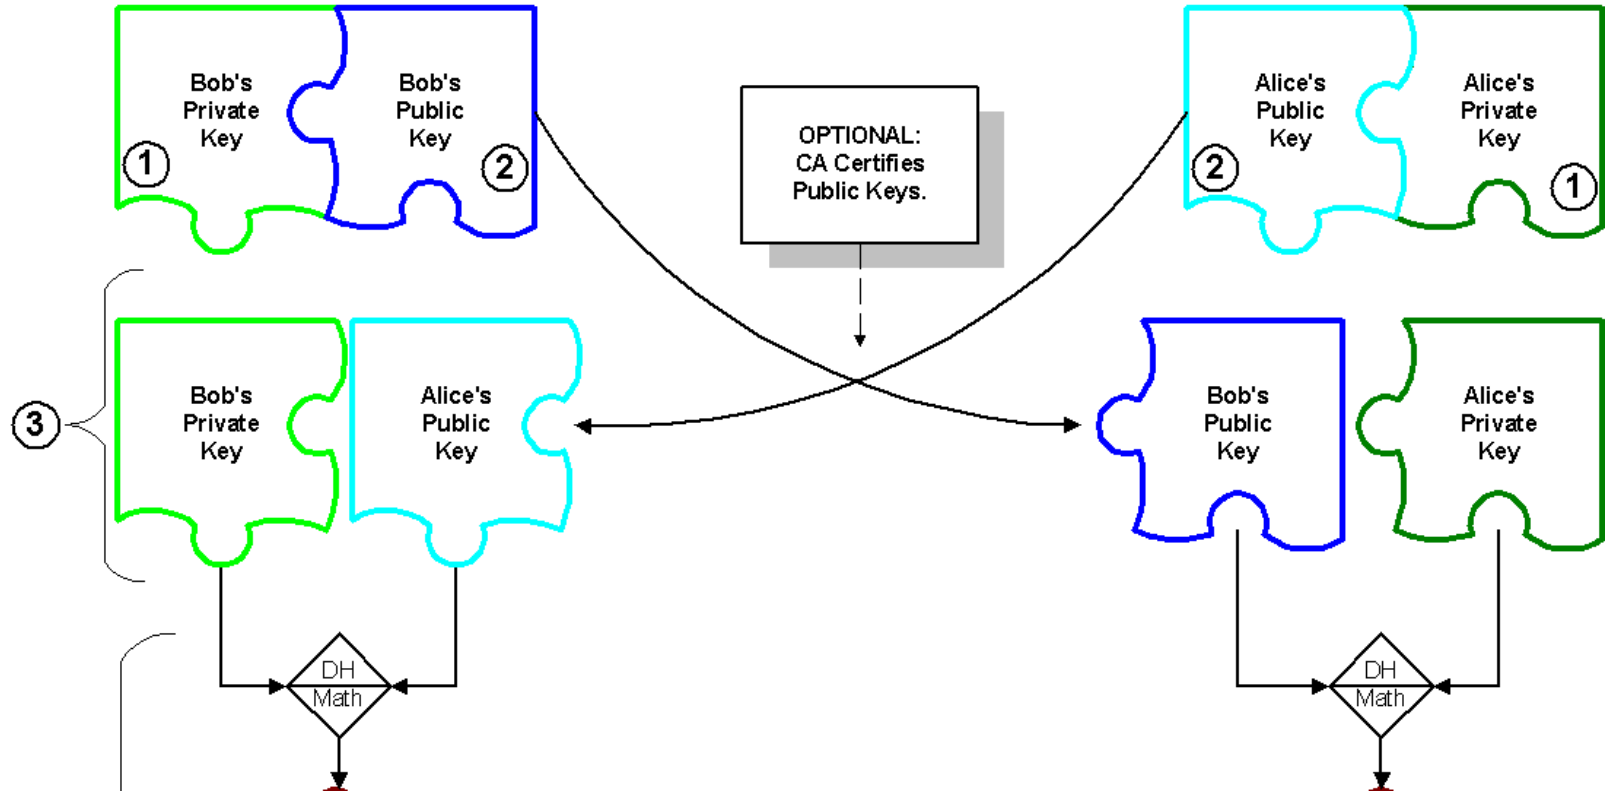 Bob's
Private
Key
1
Bob's
Public
Key
2
OPTIONAL:
CA Certifies
Public Keys.
Alice's
Public
Key
2
Alice's
Private
Key
1
3
Bob's
Private
Key
Alice's
Public
Key
Bob's
Public
Key
Alice's
Private
Key
DH
Math
DH
Math